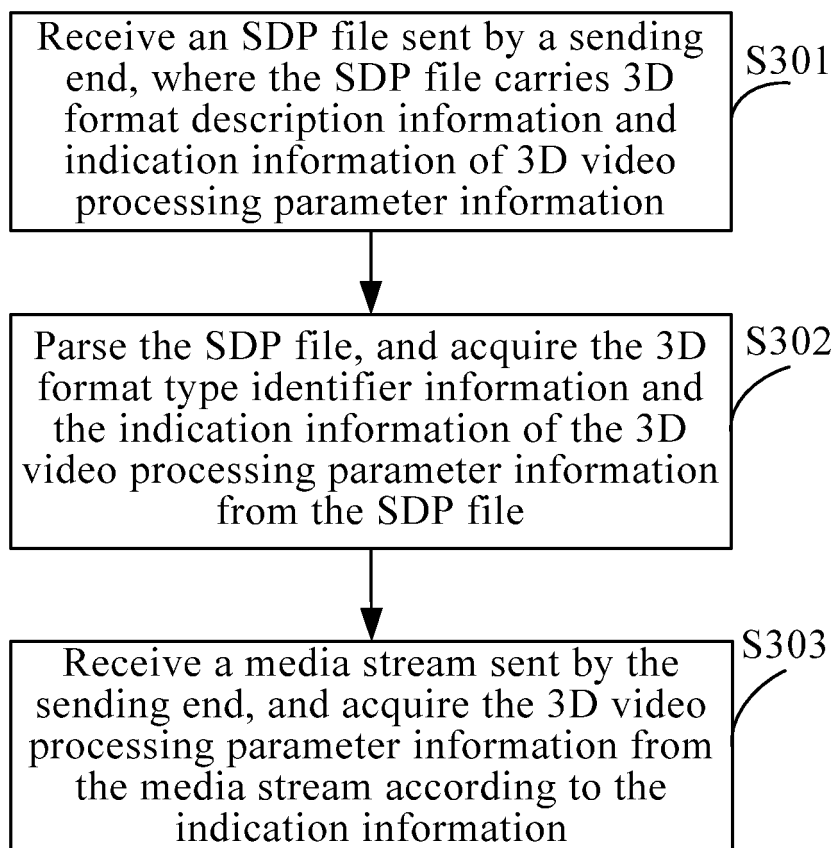 Receive an SDP file sent by a sending
end, where the SDP file carries 3D
format description information and
indication information of 3D video
processing parameter information
S301
Parse the SDP file, and acquire the 3D
format type identifier information and
the indication information of the 3D
video processing parameter information
from the SDP file
S302
Receive a media stream sent by the
sending end, and acquire the 3D video
processing parameter information from
the media stream according to the
indication information
S303